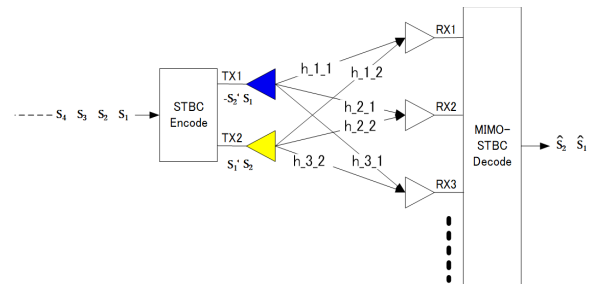 S4 S3 S2 S1
STBC
Encode
TX1
-S2' S1
TX2
S1' S2
h_1_1
h_1_2
h_2_1
h_2_2
h_3_1
h_3_2
RX1
RX2
RX3
MIMO-
STBC
Decode
Ŝ2 Ŝ1